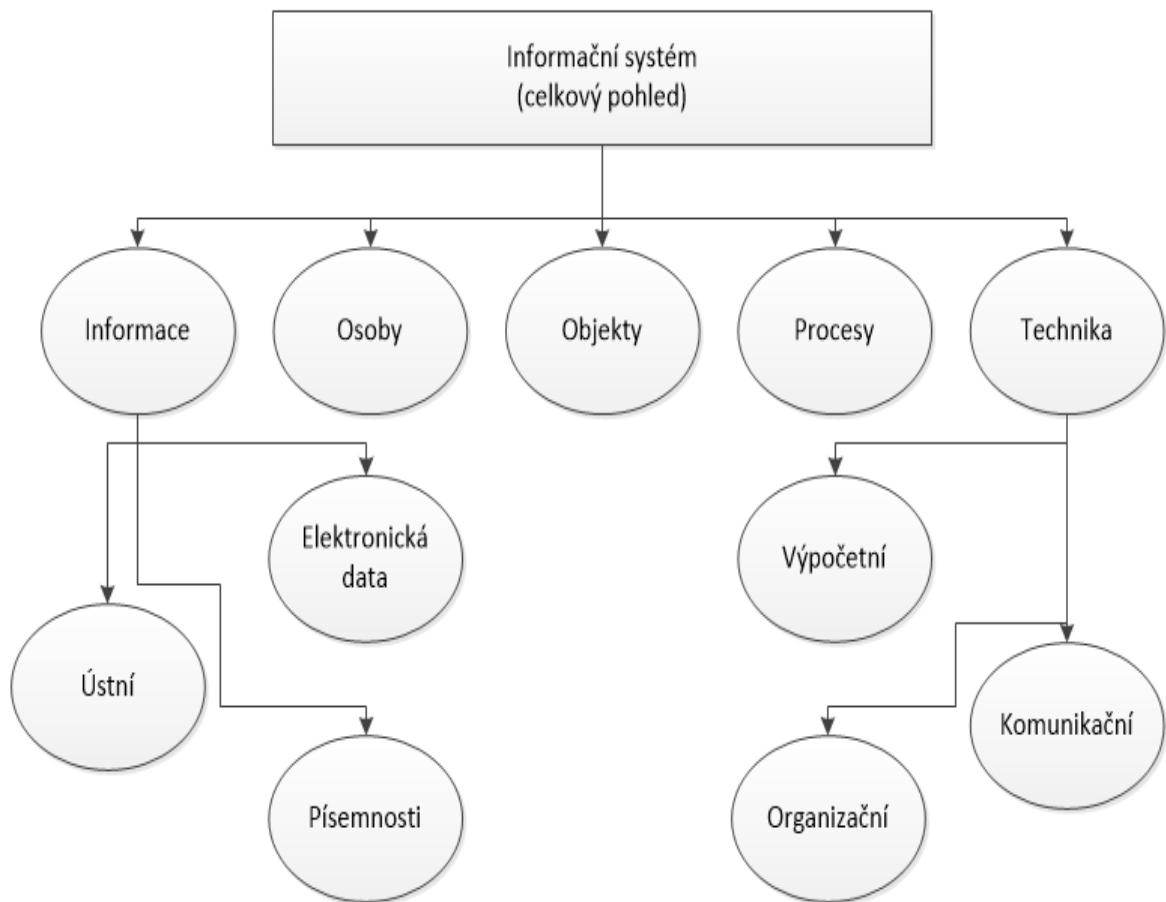 Informační systém
(celkový pohled)
Informace
Osoby
Objekty
Procesy
Technika
Elektronická
data
Výpočetní
Ústní
Komunikační
Písemnosti
Organizační